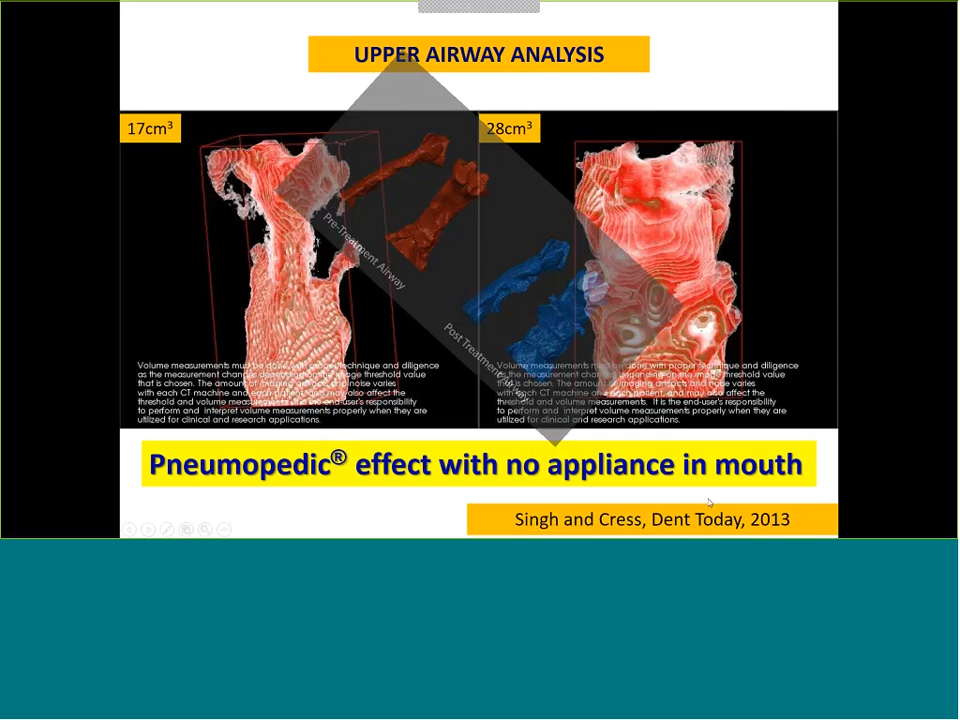 UPPER AIRWAY ANALYSIS
17cm³
28cm³
Pre-Treatment Airway
Post Treatment
Volume measurements must be done with proper technique and diligence
as the measurement changes depending on the image threshold value
that is chosen. The amount of imaging artifacts and noise varies
with each CT machine and each patient, and may also affect the
threshold and volume measurements. It is the end-user's responsibility
to perform and interpret volume measurements properly when they are
utilized for clinical and research applications.
Volume measurements must be done with proper technique and diligence
as the measurement changes depending on the image threshold value
that is chosen. The amount of imaging artifacts and noise varies
with each CT machine and each patient, and may also affect the
threshold and volume measurements. It is the end-user's responsibility
to perform and interpret volume measurements properly when they are
utilized for clinical and research applications.
Pneumopedic® effect with no appliance in mouth
Singh and Cress, Dent Today, 2013